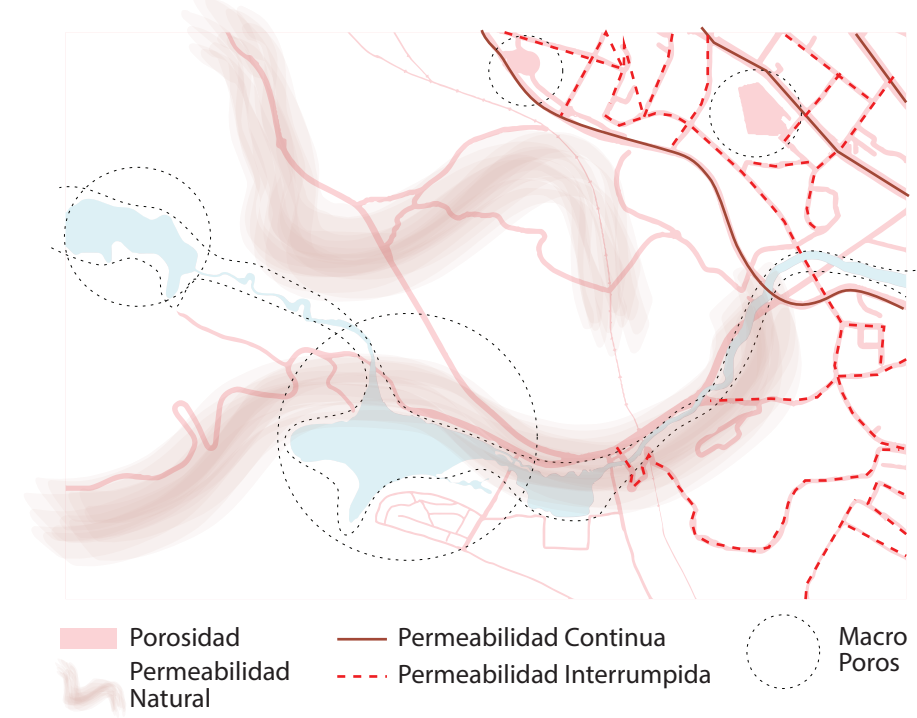 Porosidad
Permeabilidad
Natural
Permeabilidad Continua
Permeabilidad Interrumpida
Macro
Poros